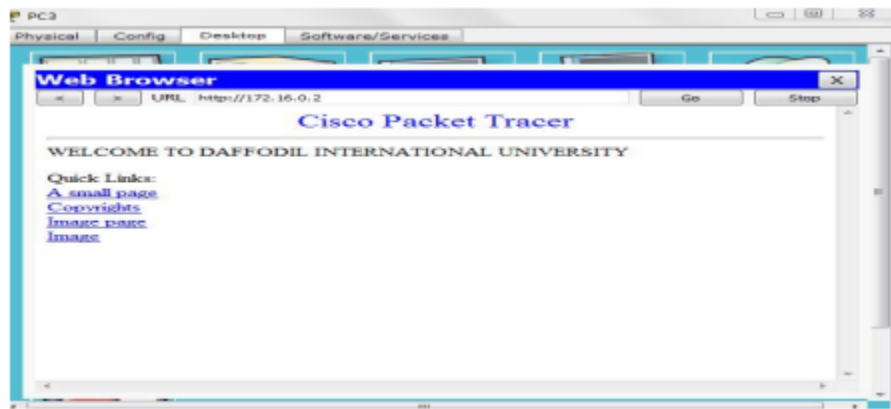 PC3
Physical Config Desktop Software/Services
Web Browser
< > URL http://172.16.0.2 Go Stop
Cisco Packet Tracer
WELCOME TO DAFFODIL INTERNATIONAL UNIVERSITY
Quick Links:
A small page
Copyrights
Image page
Image